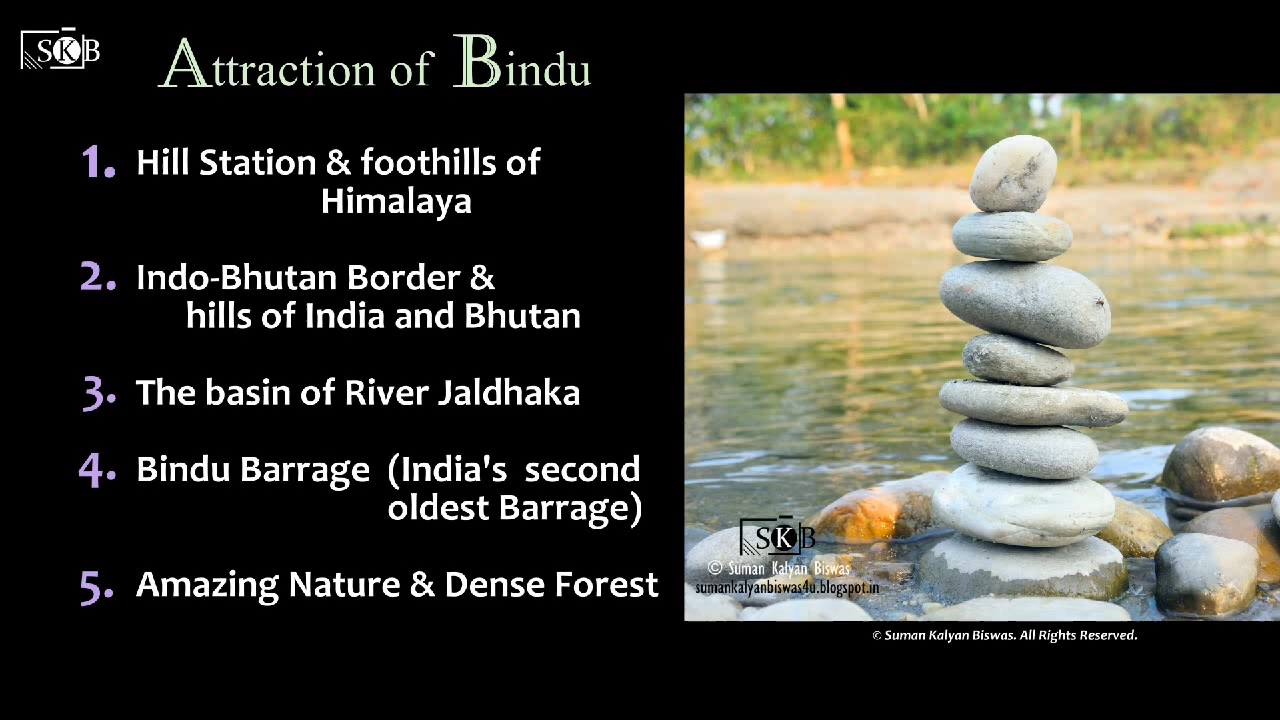 SKB
Attraction of Bindu
1. Hill Station & foothills of
Himalaya
2. Indo-Bhutan Border &
hills of India and Bhutan
3. The basin of River Jaldhaka
4. Bindu Barrage (India's second
oldest Barrage)
5. Amazing Nature & Dense Forest
SKB
© Suman Kalyan Biswas
sumankalyanbiswas4u.blogspot.in
© Suman Kalyan Biswas. All Rights Reserved.